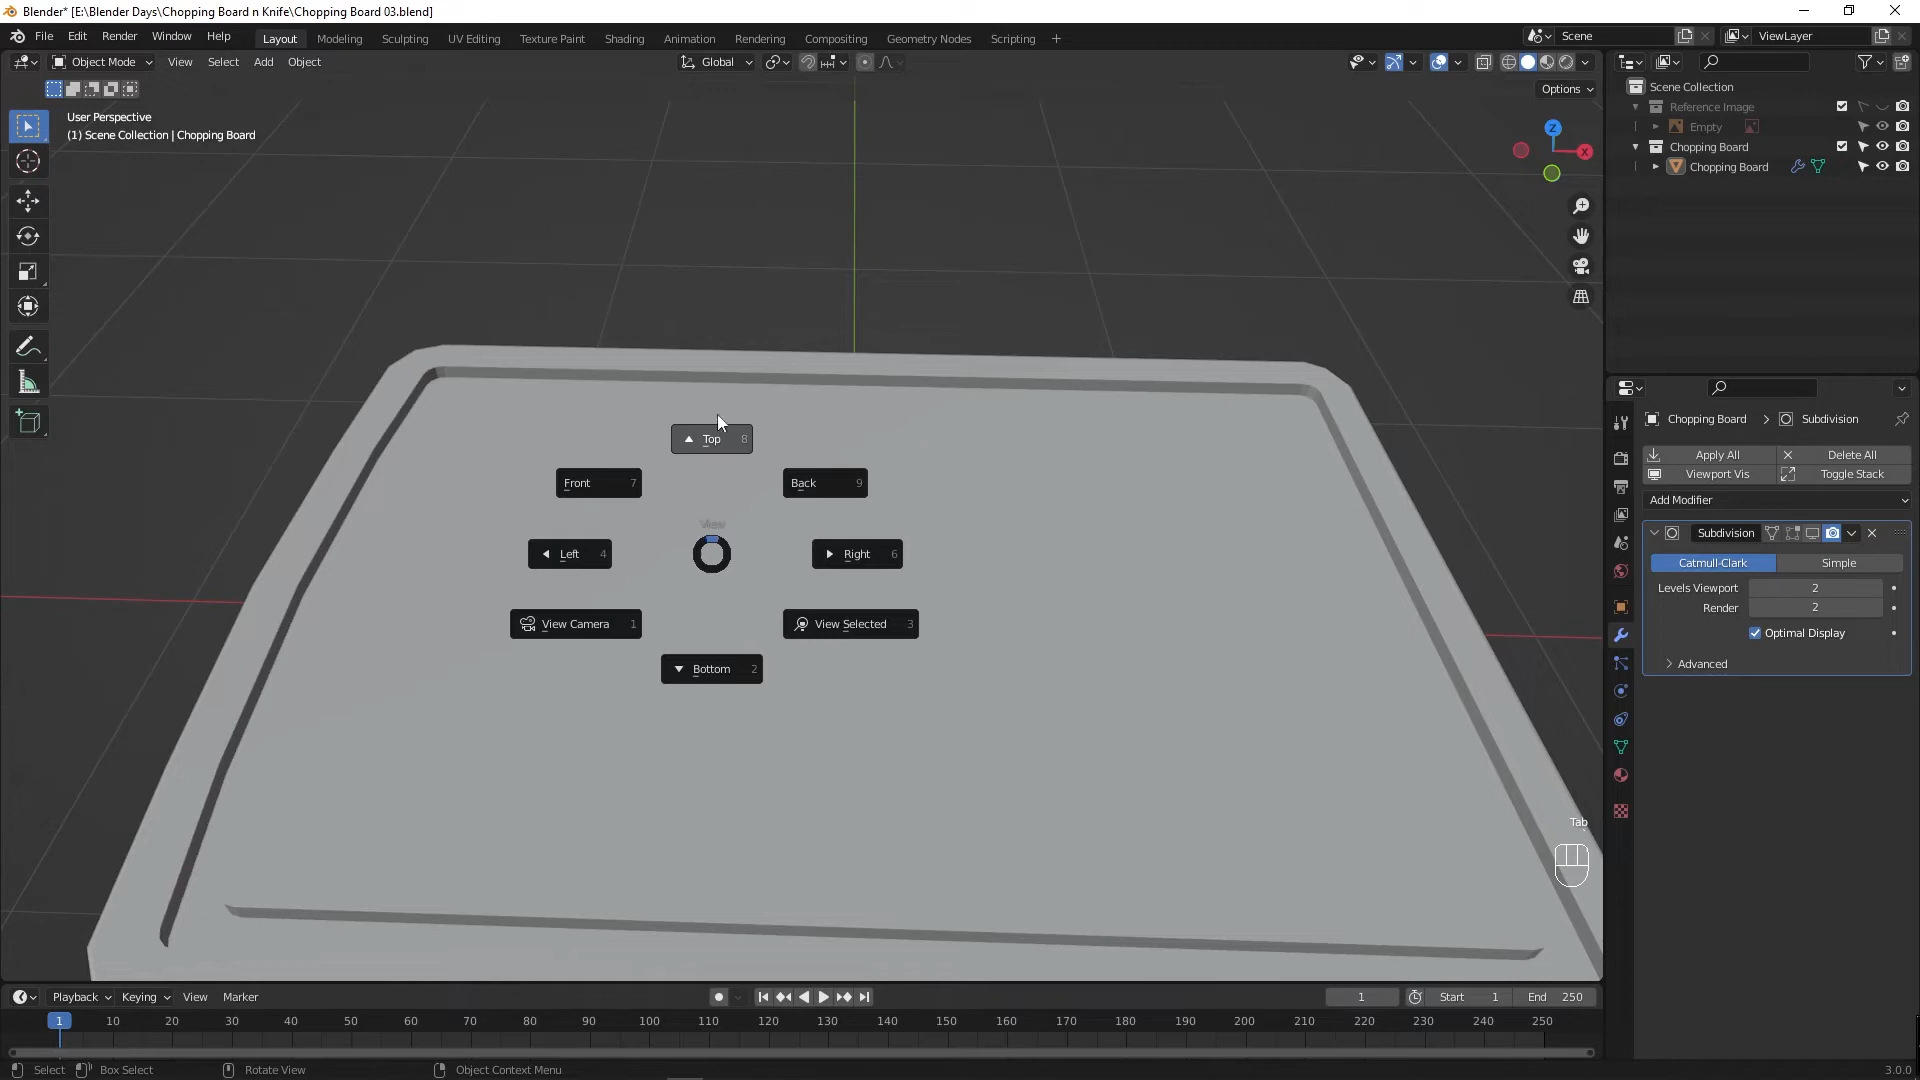 Blender* [E:\Blender Days\Chopping Board n Knife\Chopping Board 03.blend]
File Edit Render Window Help Layout Modeling Sculpting UV Editing Texture Paint Shading Animation Rendering Compositing Geometry Nodes Scripting + Scene ViewLayer
Object Mode View Select Add Object Global
Options
User Perspective
(1) Scene Collection | Chopping Board
Z
X
Scene Collection
Reference Image
Empty
Chopping Board
Chopping Board
Top 8
Front 7 Back 9
View
Left 4 Right 6
View Camera 1 View Selected 3
Bottom 2
Chopping Board > Subdivision
Apply All Delete All
Viewport Vis Toggle Stack
Add Modifier
Subdivision
Catmull-Clark Simple
Levels Viewport 2
Render 2
Optimal Display
Advanced
Tab
Playback Keying View Marker 1 Start 1 End 250
1 10 20 30 40 50 60 70 80 90 100 110 120 130 140 150 160 170 180 190 200 210 220 230 240 250
Select Box Select Rotate View Object Context Menu 3.0.0